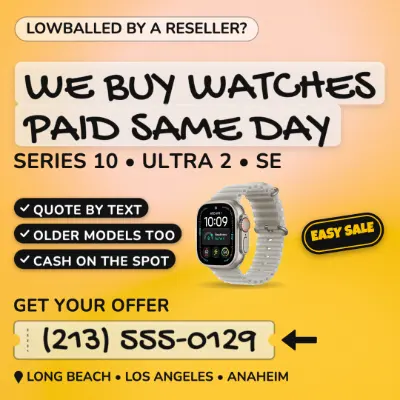 LOWBALLED BY A RESELLER?
WE BUY WATCHES
PAID SAME DAY
SERIES 10 • ULTRA 2 • SE
QUOTE BY TEXT
OLDER MODELS TOO
CASH ON THE SPOT
EASY SALE
GET YOUR OFFER
(213) 555-0129
LONG BEACH • LOS ANGELES • ANAHEIM